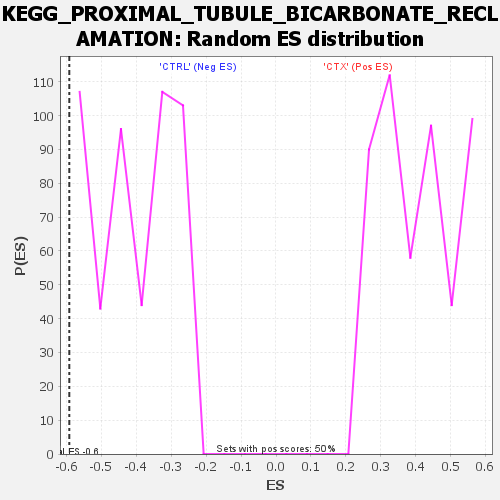 KEGG_PROXIMAL_TUBULE_BICARBONATE_RECL
AMATION: Random ES distribution
'CTRL' (Neg ES) 'CTX' (Pos ES)
110
100
90
80
70
60
50
40
30
20
10
0
P(ES)
ES -0.6
Sets with pos scores: 50%
-0.6 -0.5 -0.4 -0.3 -0.2 -0.1 0.0 0.1 0.2 0.3 0.4 0.5 0.6
ES